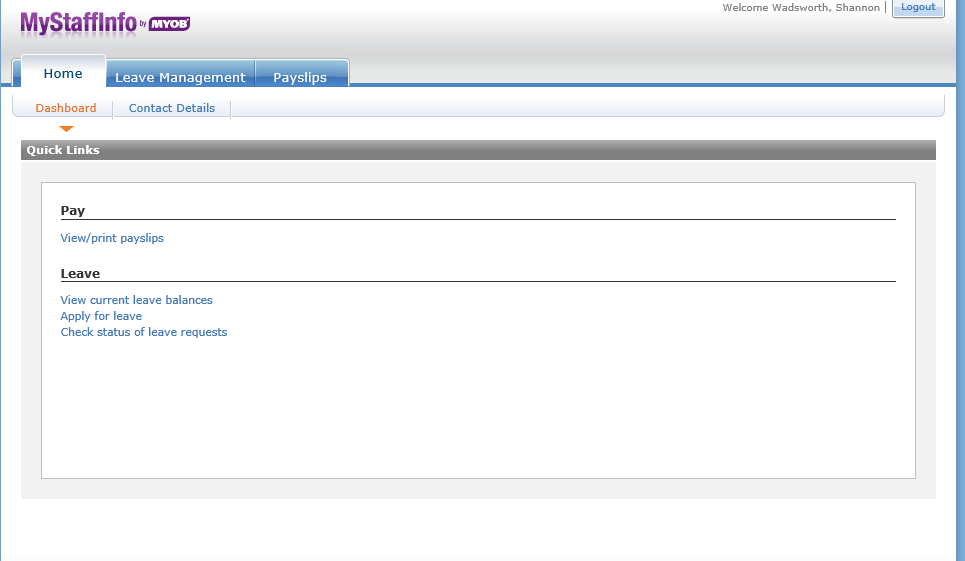 MyStaffInfo by MYOB
Welcome Wadsworth, Shannon | Logout
Home Leave Management Payslips
Dashboard Contact Details
Quick Links
Pay
View/print payslips
Leave
View current leave balances
Apply for leave
Check status of leave requests